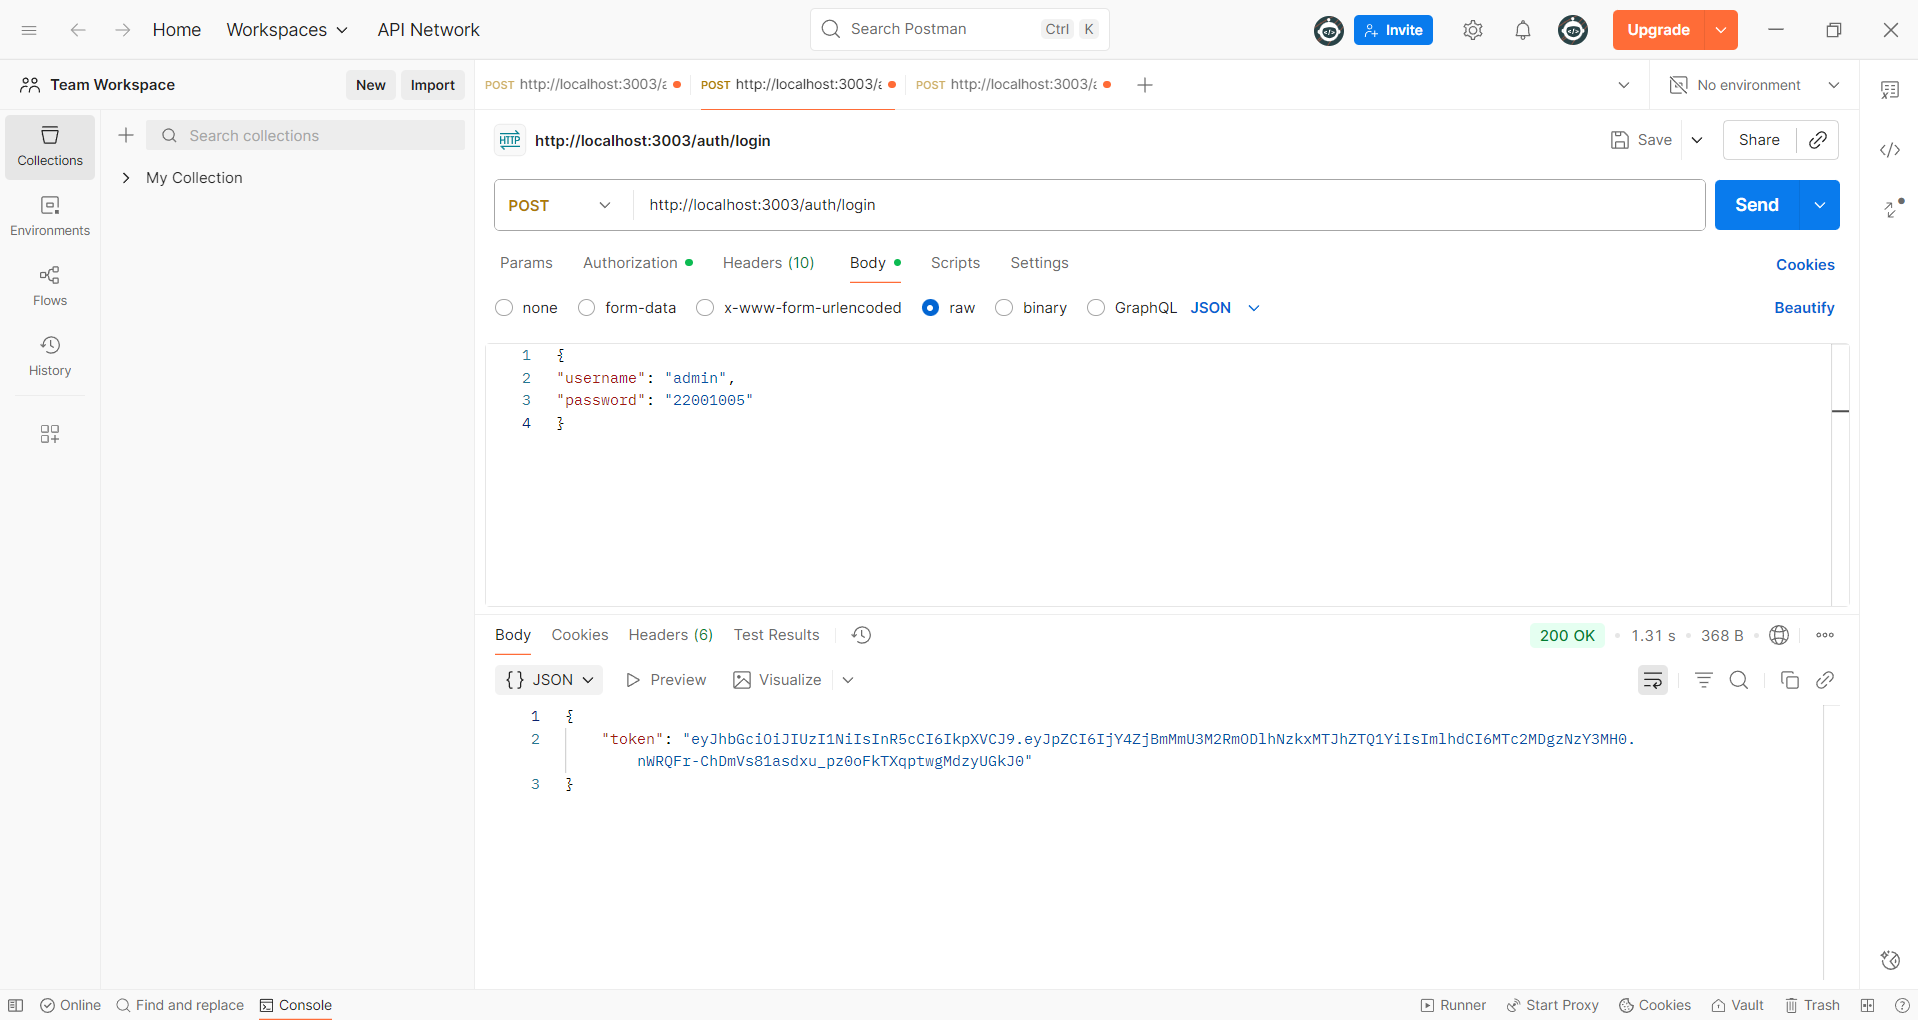 Home Workspaces API Network Search Postman Ctrl K Invite Upgrade
Team Workspace New Import POST http://localhost:3003/a POST http://localhost:3003/a POST http://localhost:3003/a No environment
Collections
Environments
Flows
History
Search collections
My Collection
HTTP http://localhost:3003/auth/login Save Share
POST http://localhost:3003/auth/login Send
Params Authorization Headers (10) Body Scripts Settings Cookies
none form-data x-www-form-urlencoded raw binary GraphQL JSON Beautify
1 {
2 "username": "admin",
3 "password": "22001005"
4 }
Body Cookies Headers (6) Test Results 200 OK 1.31 s 368 B
{} JSON Preview Visualize
1 {
2 "token": "eyJhbGciOiJIUzI1NiIsInR5cCI6IkpXVCJ9.eyJpZCI6IjY4ZjBmMmU3M2RmODlhNzkxMTJhZTQ1YiIsImlhdCI6MTc2MDgzNzY3MH0.
nWRQFr-ChDmVs81asdxu_pz0oFkTXqptwgMdzyUGkJ0"
3 }
Online Find and replace Console Runner Start Proxy Cookies Vault Trash